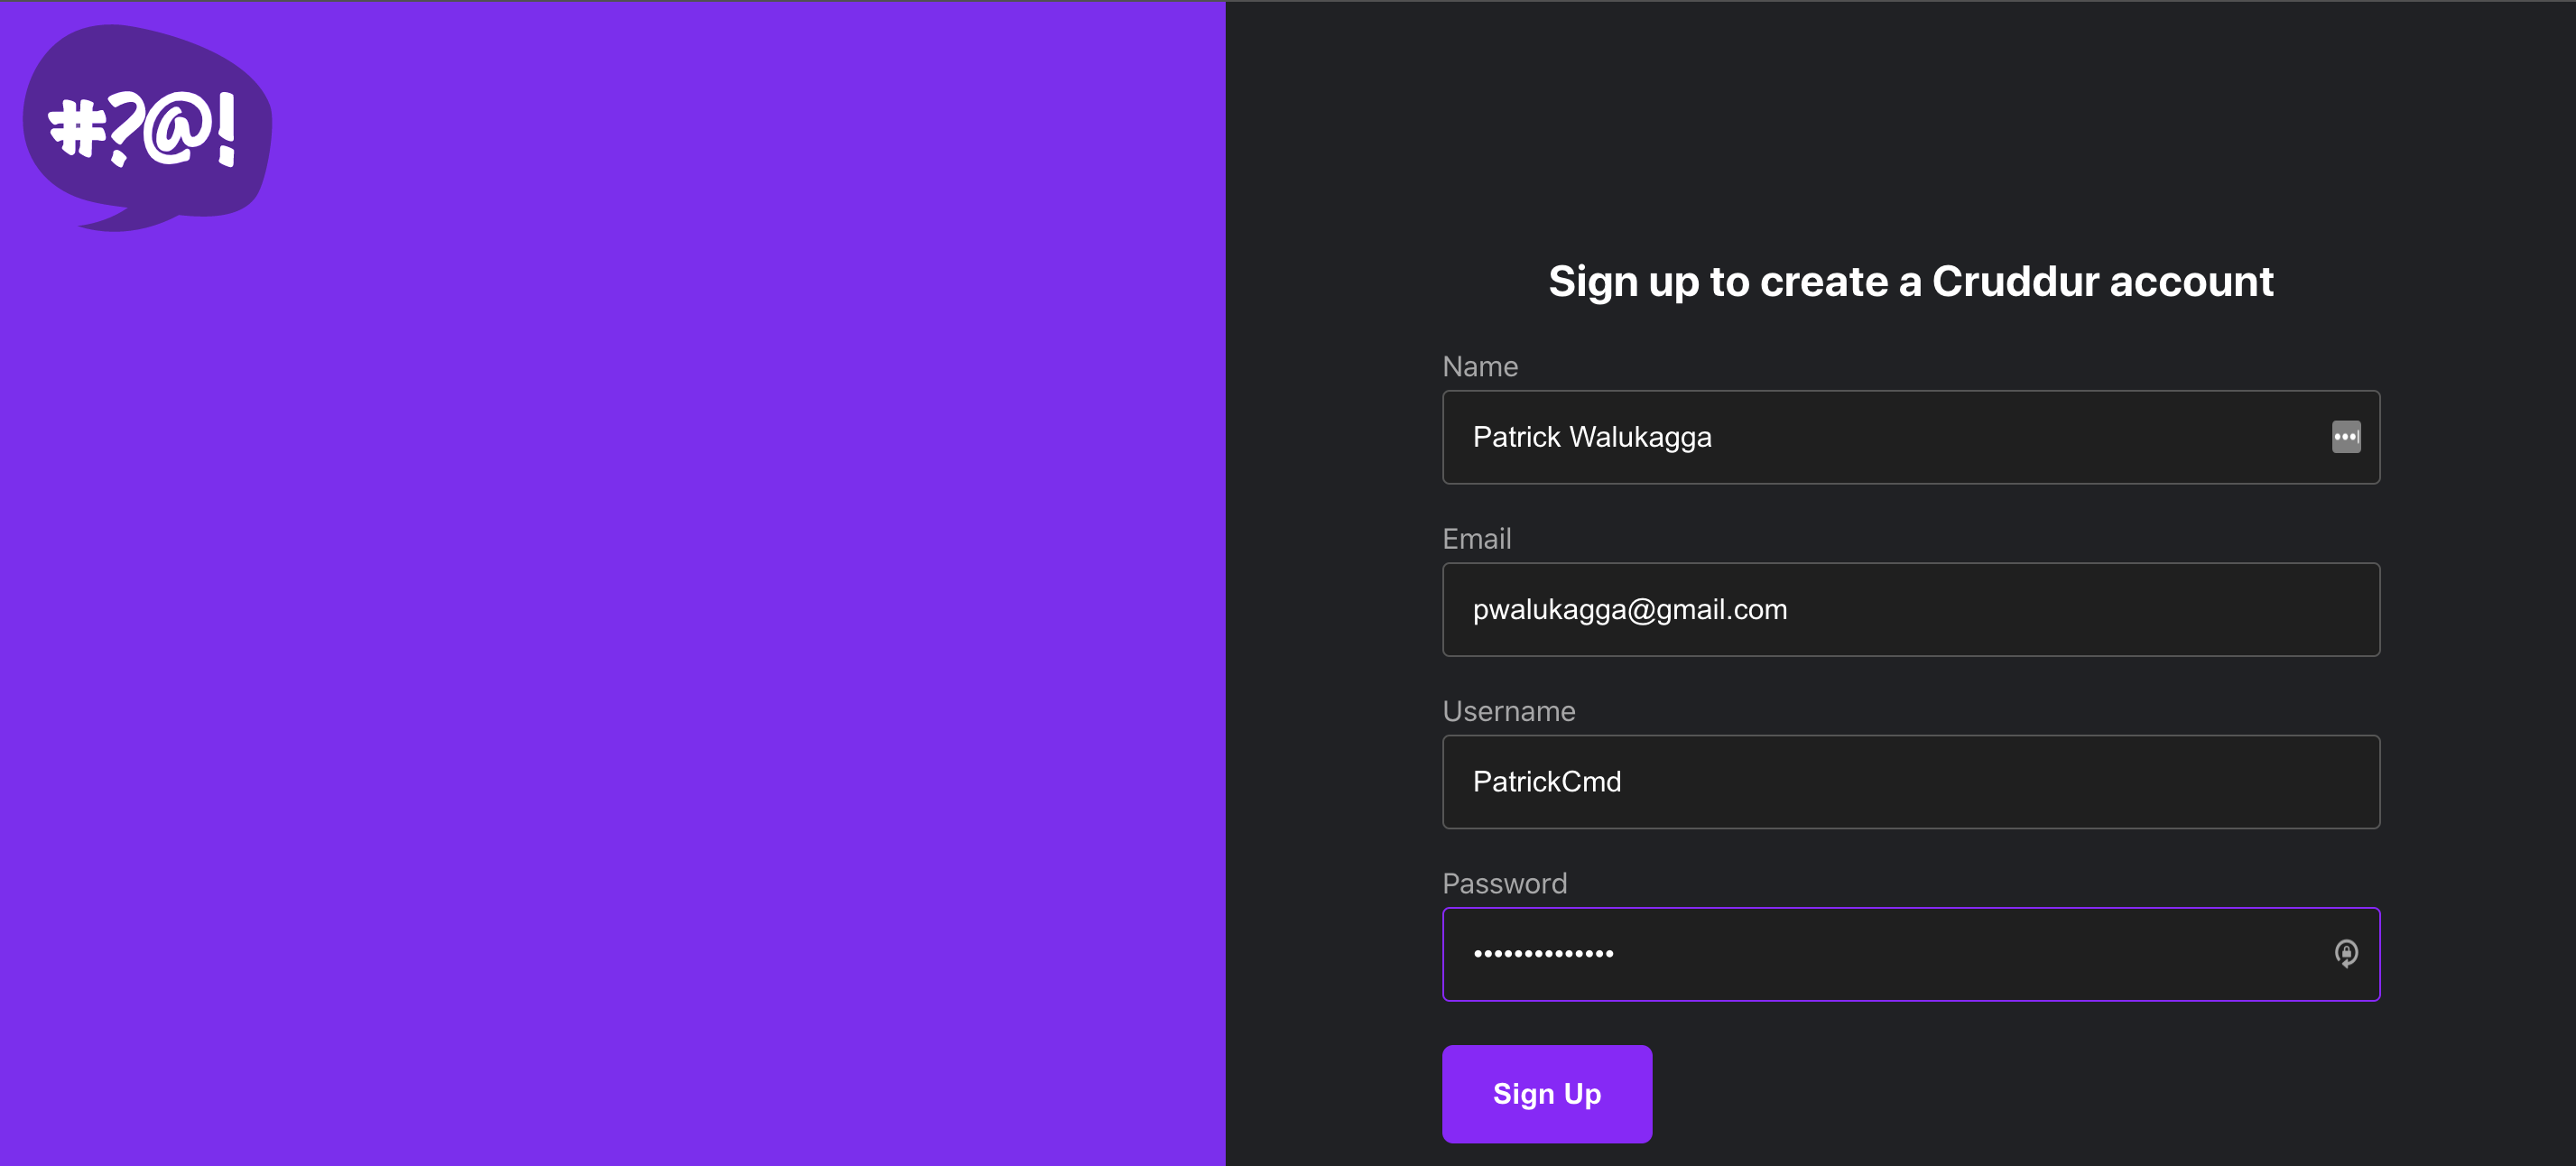 #?@!
Sign up to create a Cruddur account
Name
Patrick Walukagga
Email
pwalukagga@gmail.com
Username
PatrickCmd
Password
••••••••••••••
Sign Up